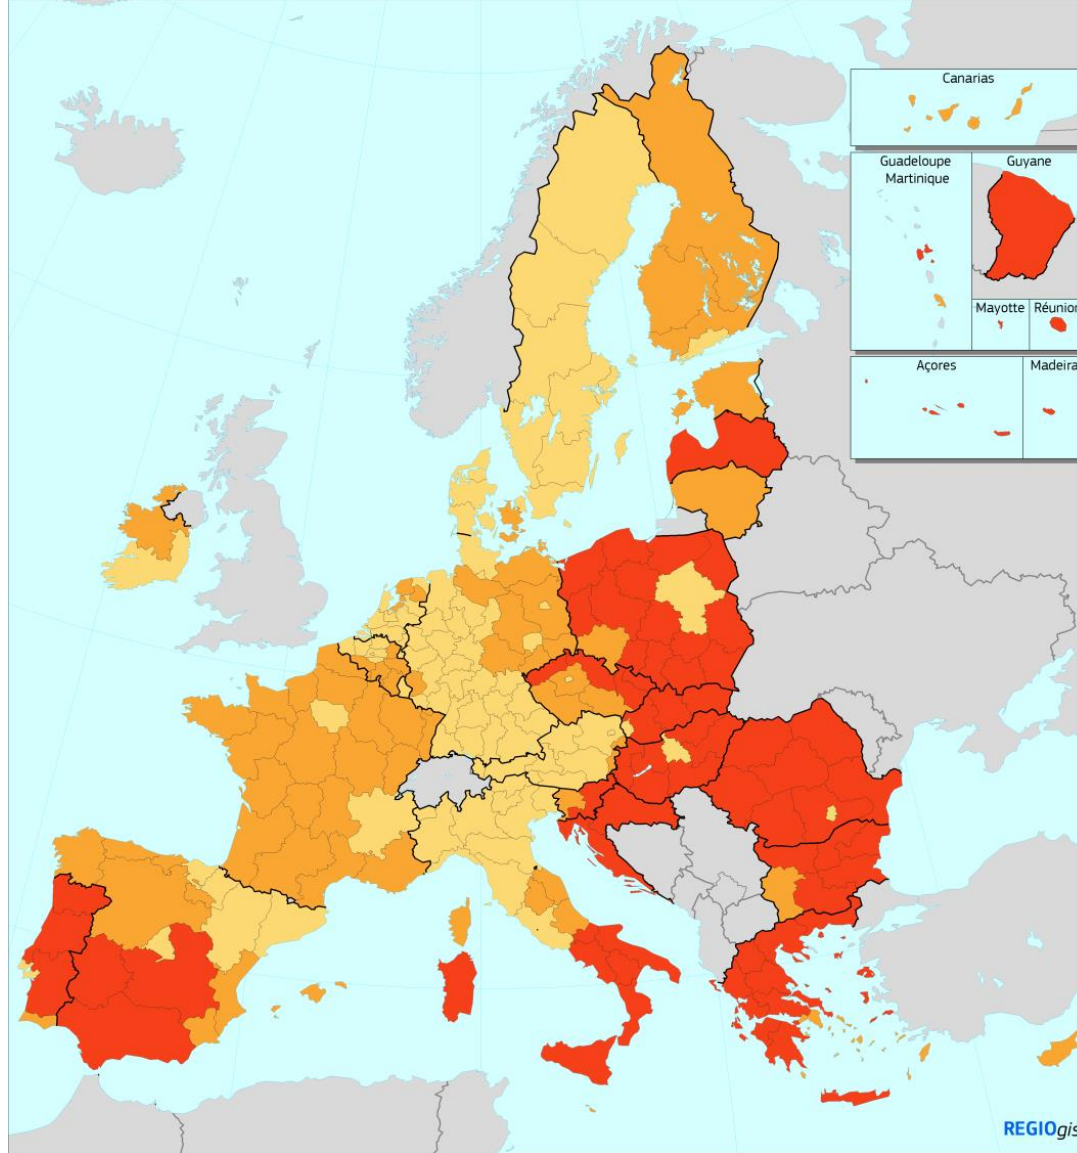 Canarias
Guadeloupe
Martinique
Guyane
Mayotte
Réunion
Açores
Madeira
REGIOgis